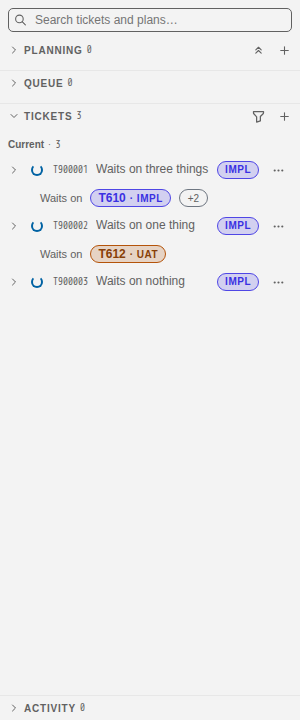 Search tickets and plans…
PLANNING 0
QUEUE 0
TICKETS 3
Current · 3
T900001 Waits on three things IMPL
Waits on T610 · IMPL +2
T900002 Waits on one thing IMPL
Waits on T612 · UAT
T900003 Waits on nothing IMPL
ACTIVITY 0